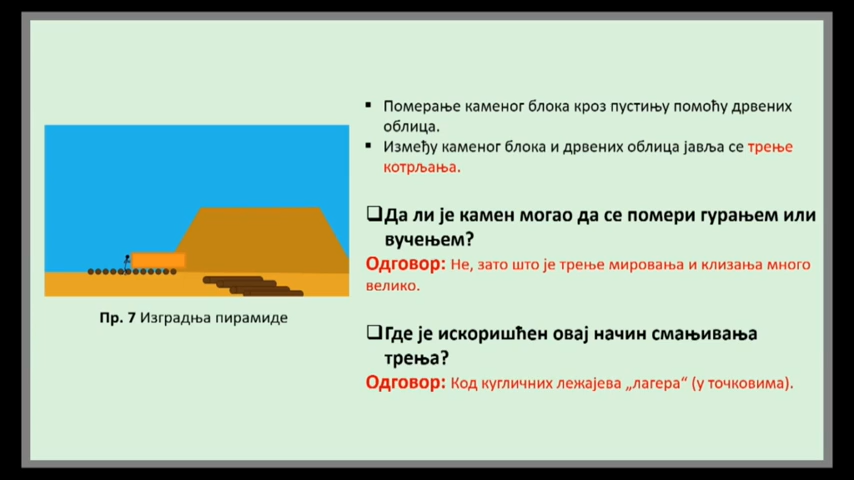 ▪ Померање каменог блока кроз пустињу помоћу дрвених
облица.
▪ Између каменог блока и дрвених облица јавља се трење
котрљања.
❑Да ли је камен могао да се помери гурањем или
вучењем?
Одговор: Не, зато што је трење мировања и клизања много
велико.
❑Где је искоришћен овај начин смањивања
трења?
Одговор: Код кугличних лежајева „лагера“ (у точковима).
Пр. 7 Изградња пирамиде